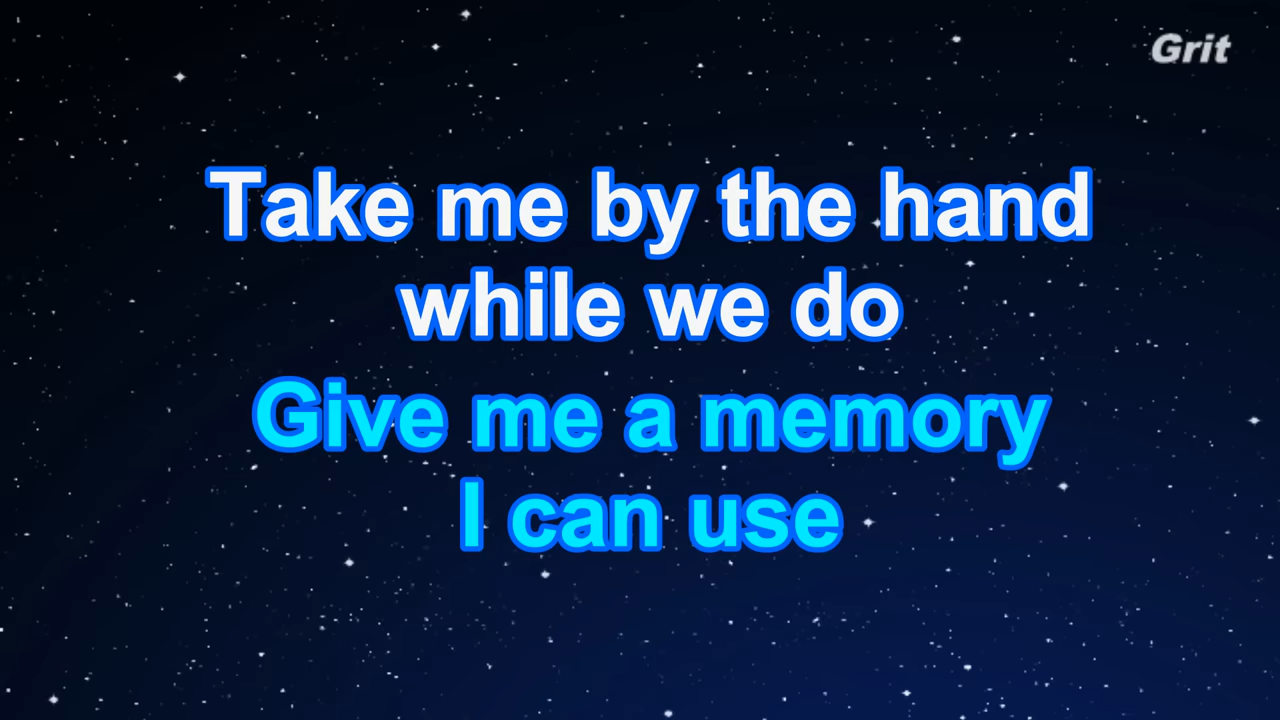 Grit
Take me by the hand
while we do
Give me a memory
I can use